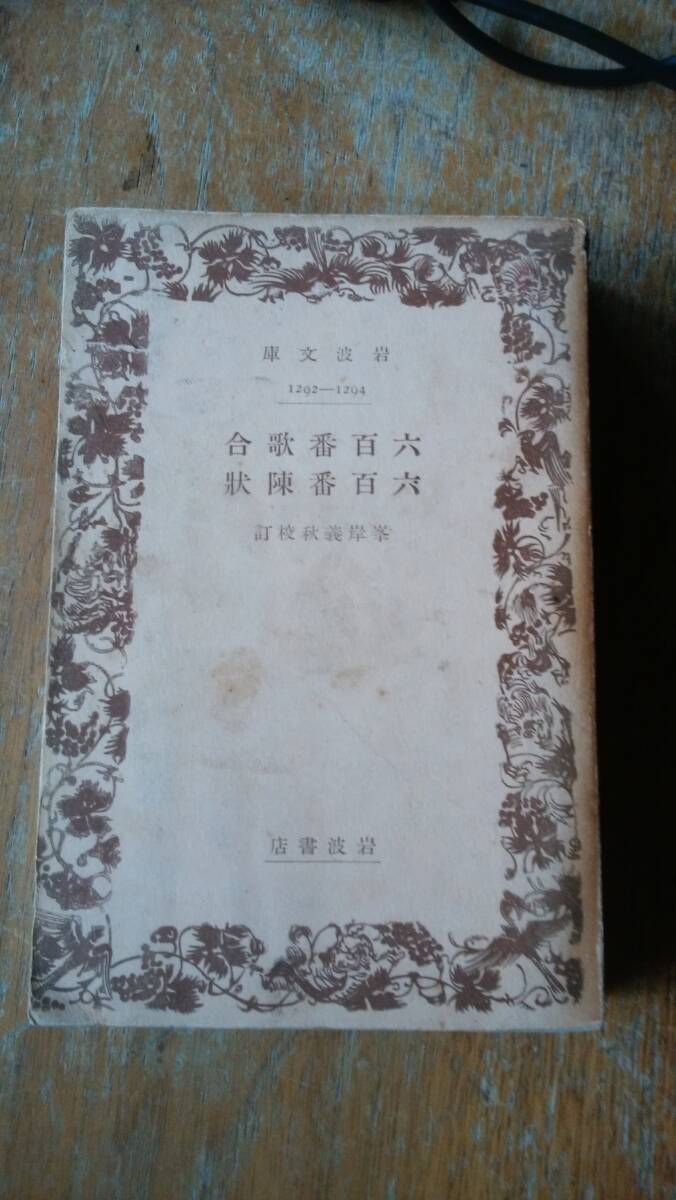 岩波文庫
1292—1294
六百番歌合
六百番陳狀
峯岸義秋校訂
岩波書店